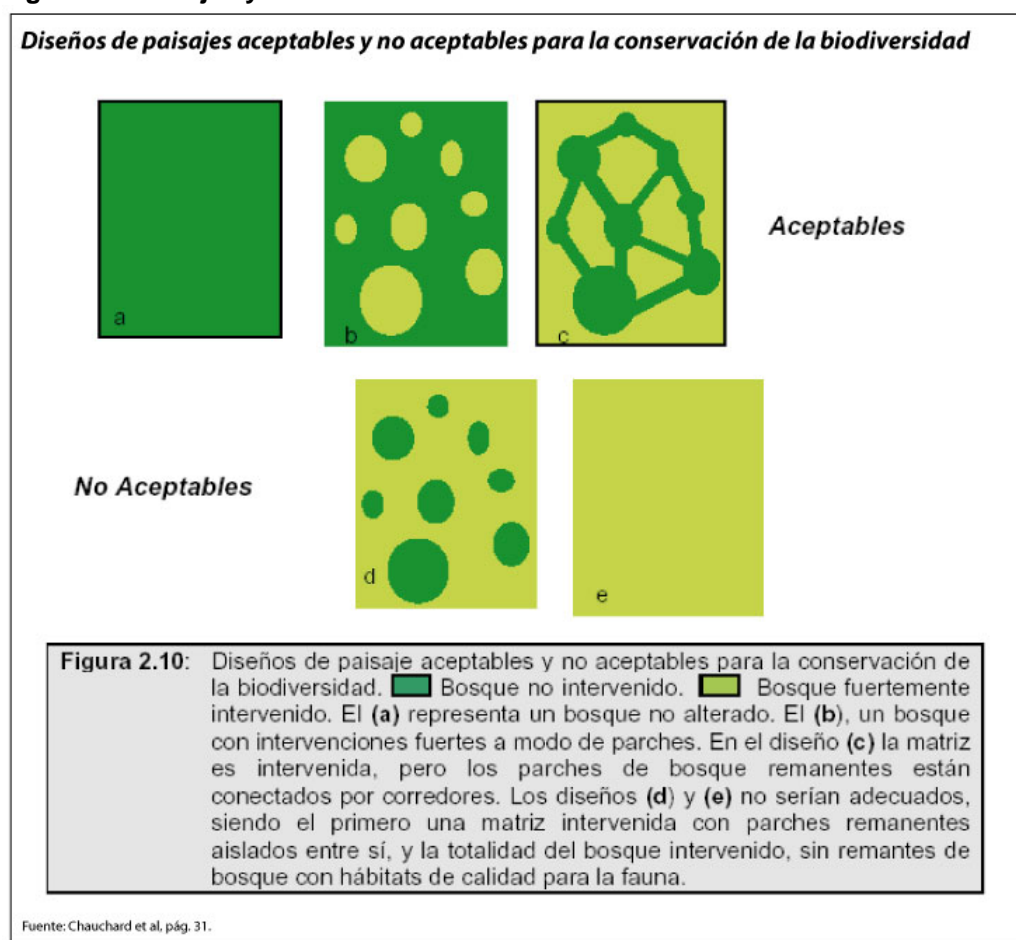 Diseños de paisajes aceptables y no aceptables para la conservación de la biodiversidad
a
b
c
Aceptables
No Aceptables
d
e
Figura 2.10: Diseños de paisaje aceptables y no aceptables para la conservación de
la biodiversidad. Bosque no intervenido. Bosque fuertemente
intervenido. El (a) representa un bosque no alterado. El (b), un bosque
con intervenciones fuertes a modo de parches. En el diseño (c) la matriz
es intervenida, pero los parches de bosque remanentes están
conectados por corredores. Los diseños (d) y (e) no serían adecuados,
siendo el primero una matriz intervenida con parches remanentes
aislados entre sí, y la totalidad del bosque intervenido, sin remantes de
bosque con hábitats de calidad para la fauna.
Fuente: Chauchard et al, pág. 31.